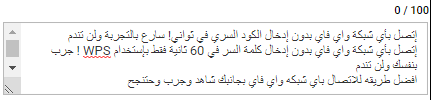 0 / 100
إتصل بأي شبكة واي فاي بدون إدخال الكود السري في ثواني! سارع بالتجربة ولن تندم
إتصل بأي شبكة واي فاي بدون إدخال كلمة السر في 60 ثانية فقط بإستخدام WPS ! جرب
بنفسك ولن تندم
افضل طريقه للاتصال بأي شبكه واي فاي بجانبك شاهد وجرب وحتنجح